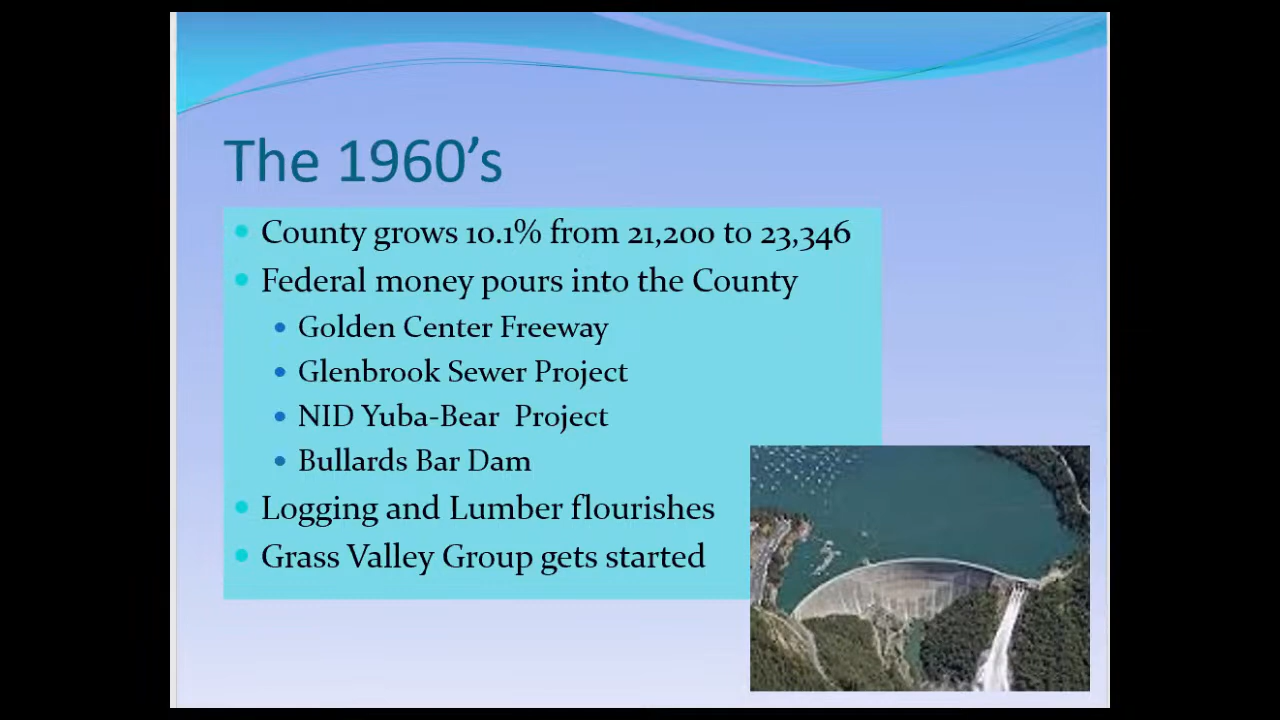 The 1960’s
County grows 10.1% from 21,200 to 23,346
Federal money pours into the County
Golden Center Freeway
Glenbrook Sewer Project
NID Yuba-Bear  Project
Bullards Bar Dam
Logging and Lumber flourishes
Grass Valley Group gets started